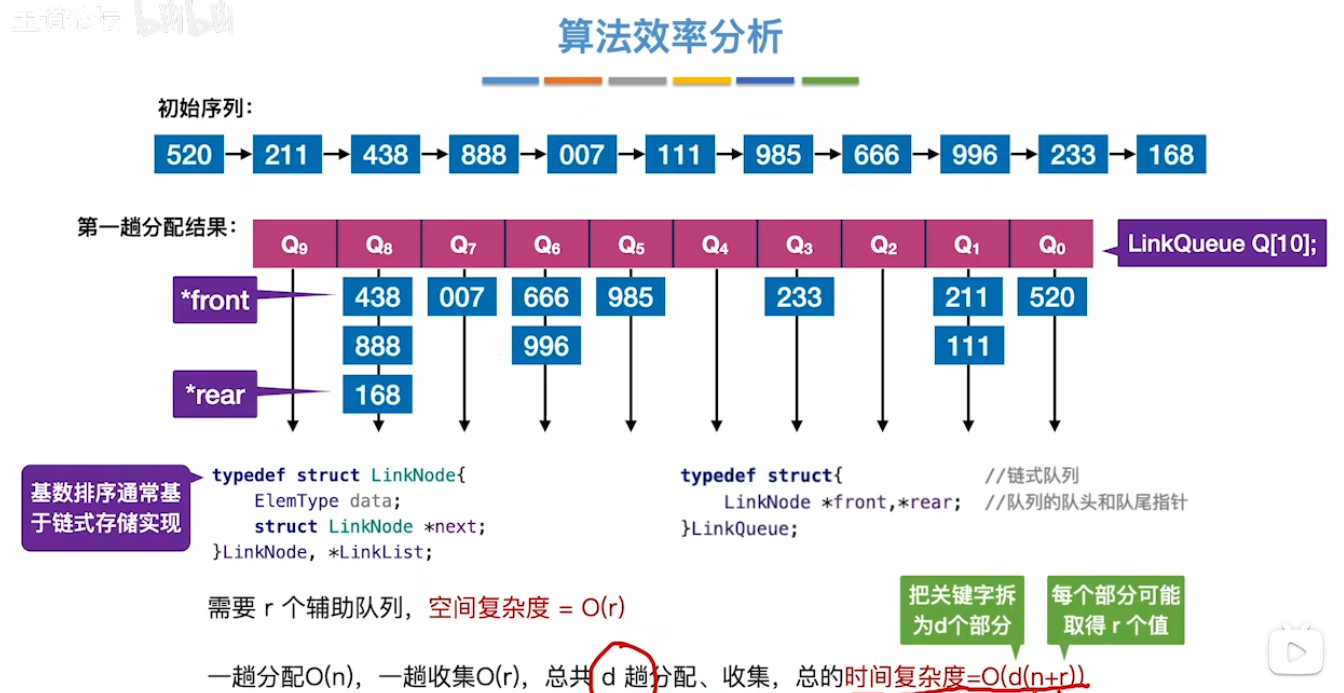 王道论坛 bilibili
算法效率分析
初始序列：
520 211 438 888 007 111 985 666 996 233 168
第一趟分配结果：
Q₉ Q₈ Q₇ Q₆ Q₅ Q₄ Q₃ Q₂ Q₁ Q₀
LinkQueue Q[10];
*front
438 007 666 985 233 211 520
888 996 111
*rear
168
基数排序通常基
于链式存储实现
typedef struct LinkNode{
ElemType data;
struct LinkNode *next;
}LinkNode, *LinkList;
typedef struct{ //链式队列
LinkNode *front,*rear; //队列的队头和队尾指针
}LinkQueue;
需要 r 个辅助队列，空间复杂度 = O(r)
把关键字拆
为d个部分
每个部分可能
取得 r 个值
一趟分配O(n)，一趟收集O(r)，总共 d 趟分配、收集，总的时间复杂度=O(d(n+r))